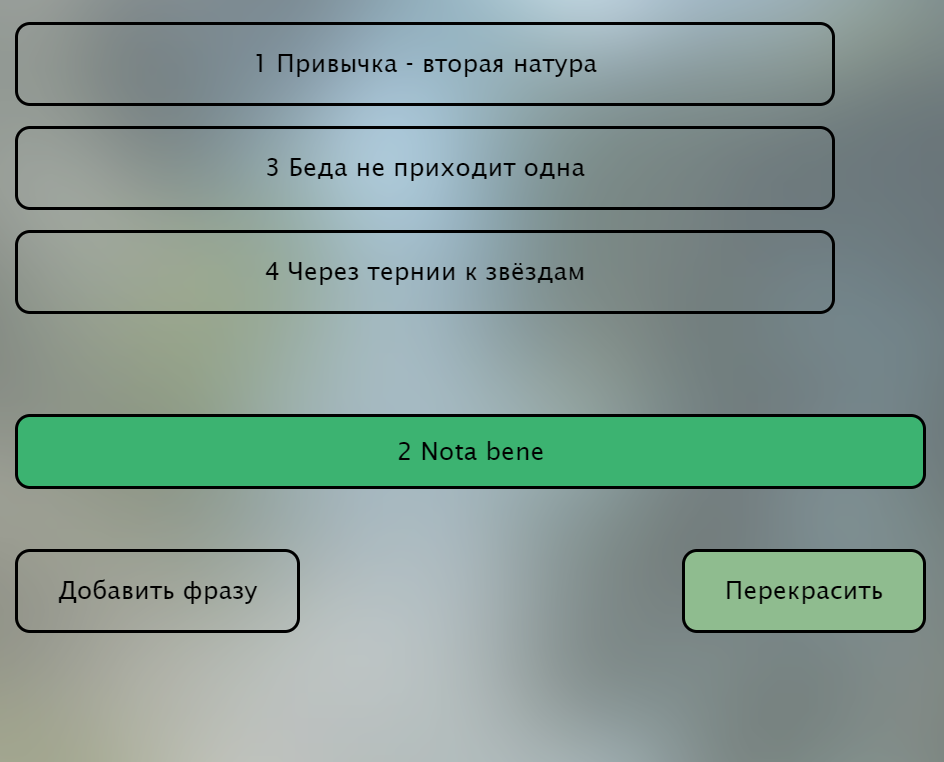 1 Привычка - вторая натура
3 Беда не приходит одна
4 Через тернии к звёздам
2 Nota bene
Добавить фразу
Перекрасить